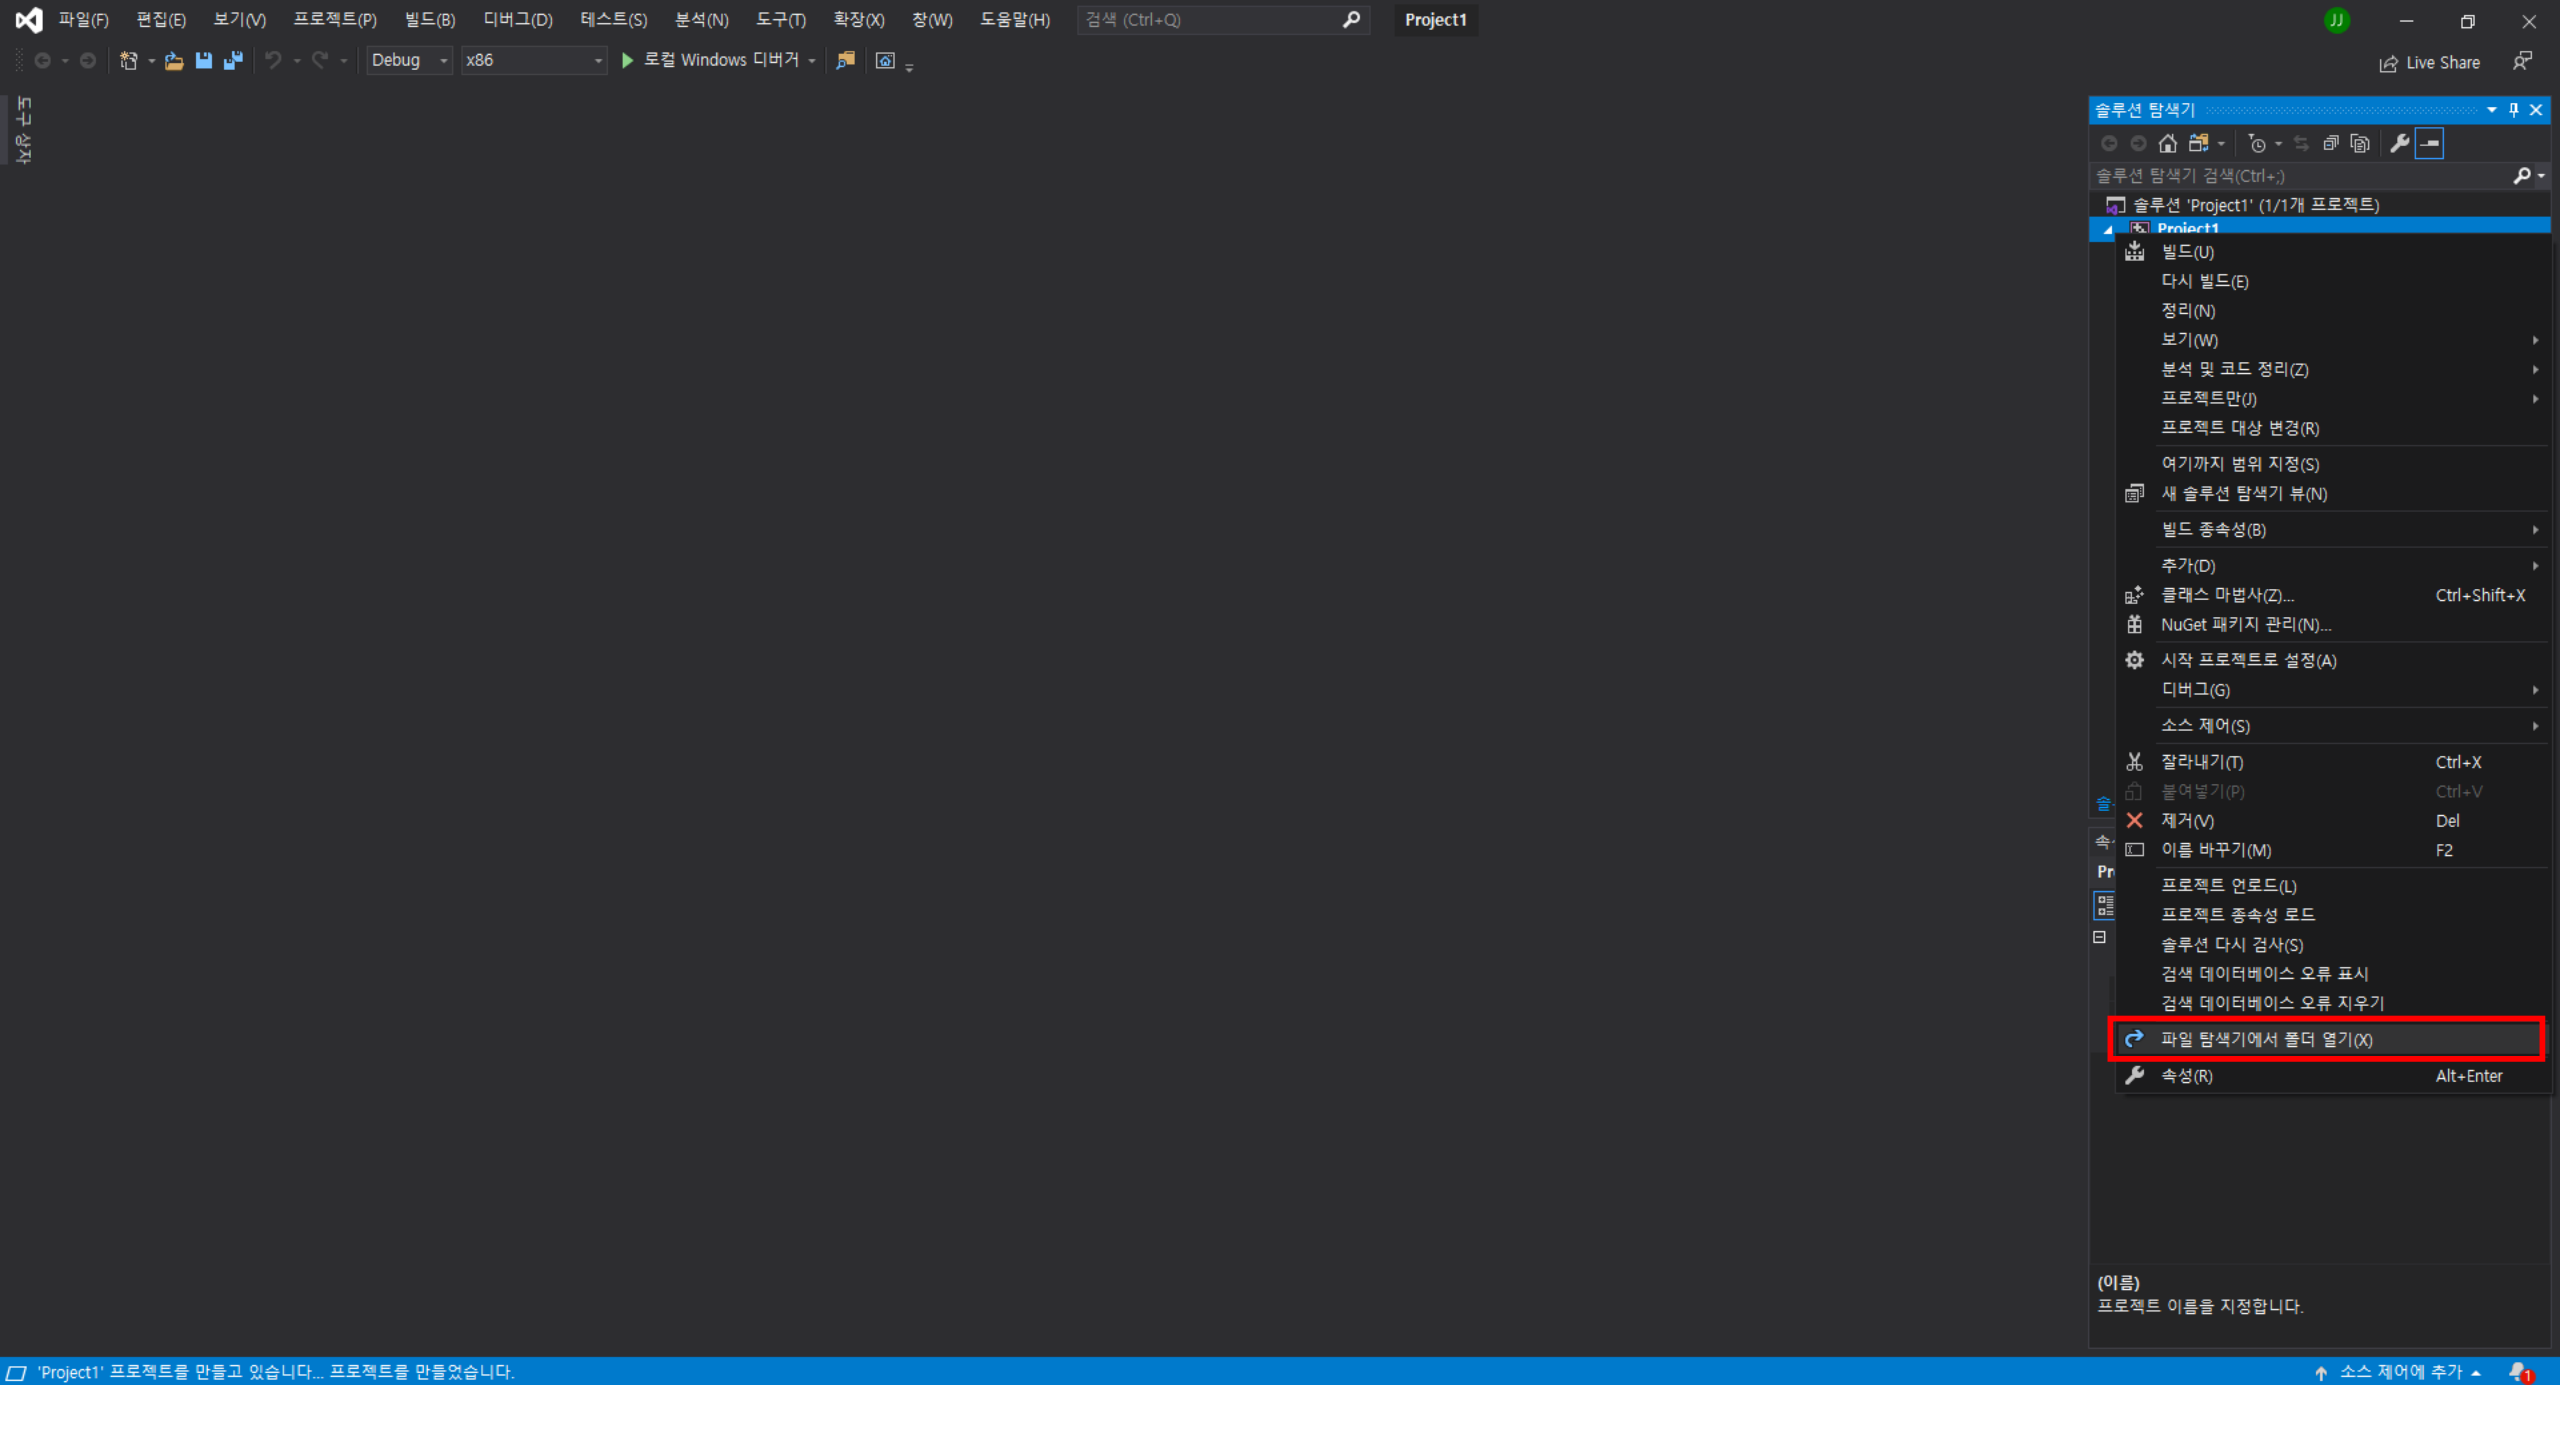 파일(F) 편집(E) 보기(V) 프로젝트(P) 빌드(B) 디버그(D) 테스트(S) 분석(N) 도구(T) 확장(X) 창(W) 도움말(H) 검색 (Ctrl+Q) Project1 JJ
Debug x86 로컬 Windows 디버거 Live Share
도구 상자
솔루션 탐색기
솔루션 탐색기 검색(Ctrl+;)
솔루션 'Project1' (1/1개 프로젝트)
Project1
빌드(U)
다시 빌드(E)
정리(N)
보기(W)
분석 및 코드 정리(Z)
프로젝트만(J)
프로젝트 대상 변경(R)
여기까지 범위 지정(S)
새 솔루션 탐색기 뷰(N)
빌드 종속성(B)
추가(D)
클래스 마법사(Z)... Ctrl+Shift+X
NuGet 패키지 관리(N)...
시작 프로젝트로 설정(A)
디버그(G)
소스 제어(S)
잘라내기(T) Ctrl+X
붙여넣기(P) Ctrl+V
제거(V) Del
이름 바꾸기(M) F2
프로젝트 언로드(L)
프로젝트 종속성 로드
솔루션 다시 검사(S)
검색 데이터베이스 오류 표시
검색 데이터베이스 오류 지우기
파일 탐색기에서 폴더 열기(X)
속성(R) Alt+Enter
(이름)
프로젝트 이름을 지정합니다.
'Project1' 프로젝트를 만들고 있습니다... 프로젝트를 만들었습니다. 소스 제어에 추가 1